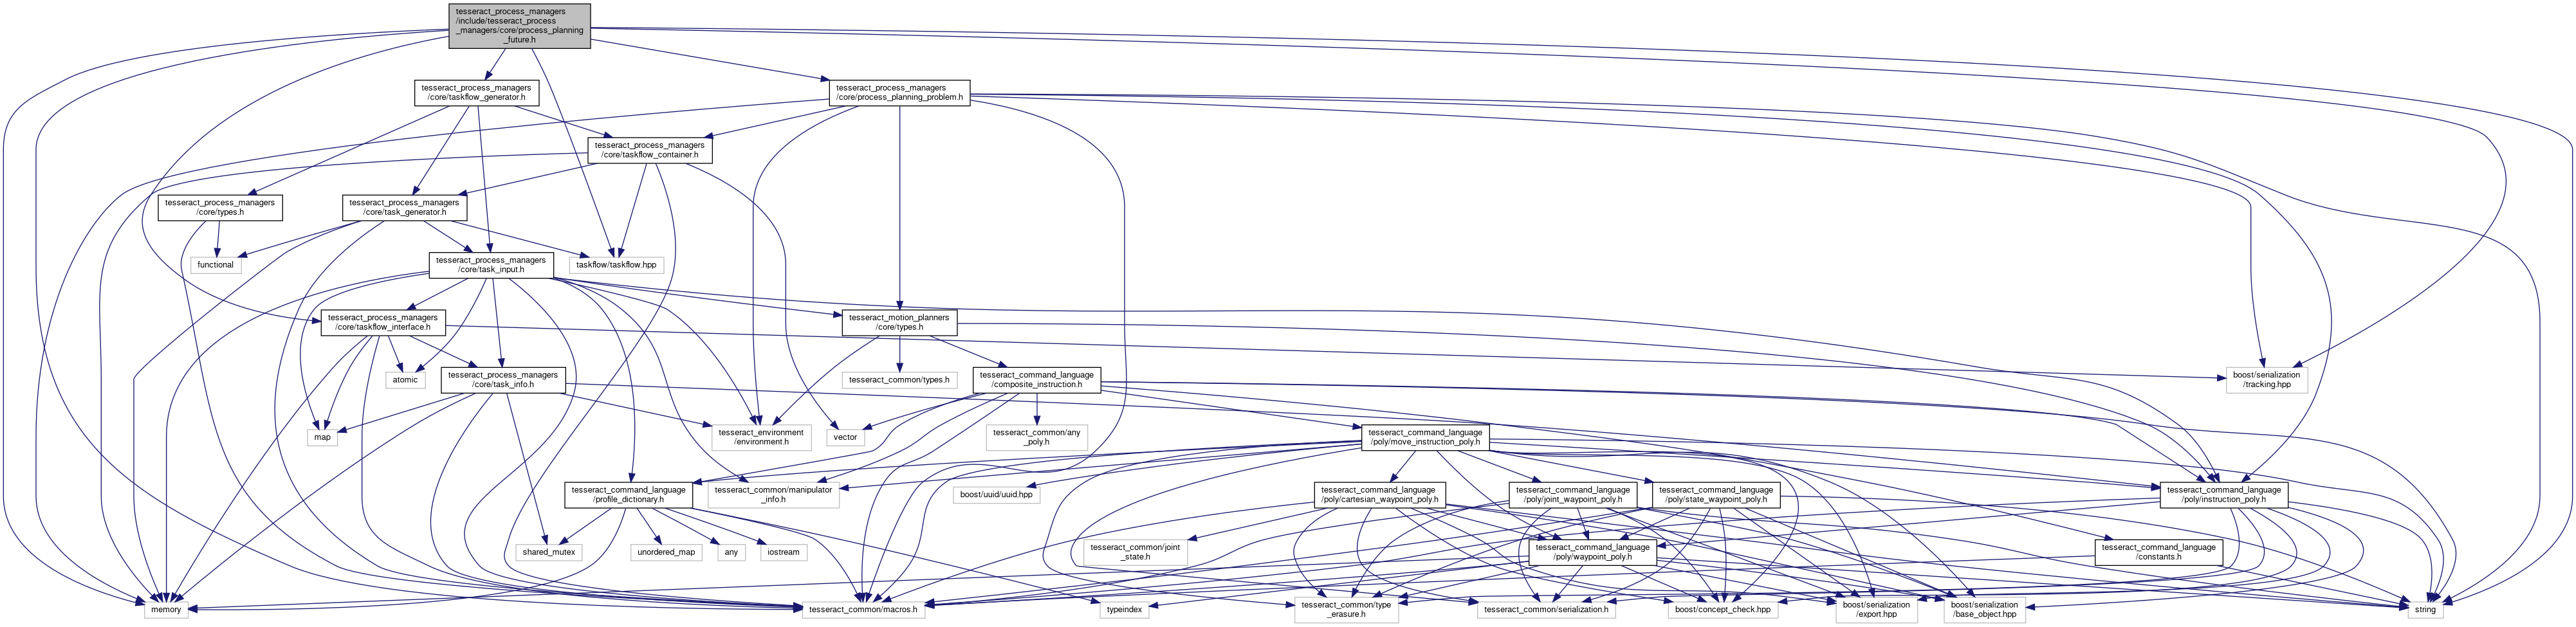 tesseract_process_managers
/include/tesseract_process
_managers/core/process_planning
_future.h
tesseract_process_managers
/core/taskflow_generator.h
tesseract_process_managers
/core/process_planning_problem.h
tesseract_process_managers
/core/taskflow_container.h
tesseract_process_managers
/core/types.h
tesseract_process_managers
/core/task_generator.h
functional
tesseract_process_managers
/core/task_input.h
taskflow/taskflow.hpp
tesseract_process_managers
/core/taskflow_interface.h
tesseract_motion_planners
/core/types.h
atomic
tesseract_process_managers
/core/task_info.h
tesseract_common/types.h
tesseract_command_language
/composite_instruction.h
boost/serialization
/tracking.hpp
map
tesseract_environment
/environment.h
vector
tesseract_common/any
_poly.h
tesseract_command_language
/poly/move_instruction_poly.h
tesseract_command_language
/profile_dictionary.h
tesseract_common/manipulator
_info.h
boost/uuid/uuid.hpp
tesseract_command_language
/poly/cartesian_waypoint_poly.h
tesseract_command_language
/poly/joint_waypoint_poly.h
tesseract_command_language
/poly/state_waypoint_poly.h
tesseract_command_language
/poly/instruction_poly.h
shared_mutex
unordered_map
any
iostream
tesseract_common/joint
_state.h
tesseract_command_language
/poly/waypoint_poly.h
tesseract_command_language
/constants.h
memory
tesseract_common/macros.h
typeindex
tesseract_common/type
_erasure.h
tesseract_common/serialization.h
boost/concept_check.hpp
boost/serialization
/export.hpp
boost/serialization
/base_object.hpp
string